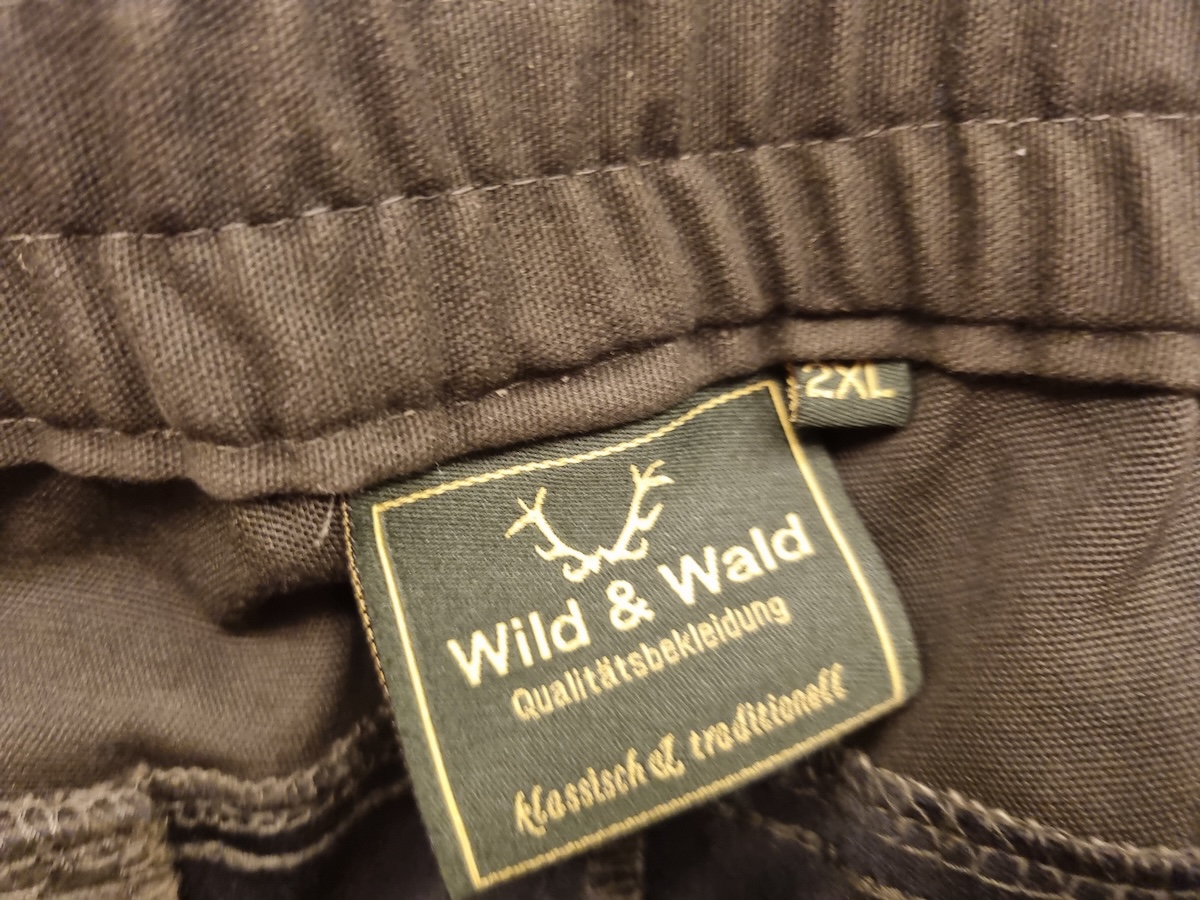 2XL
Wild & Wald
Qualitätsbekleidung
klassisch & traditionell